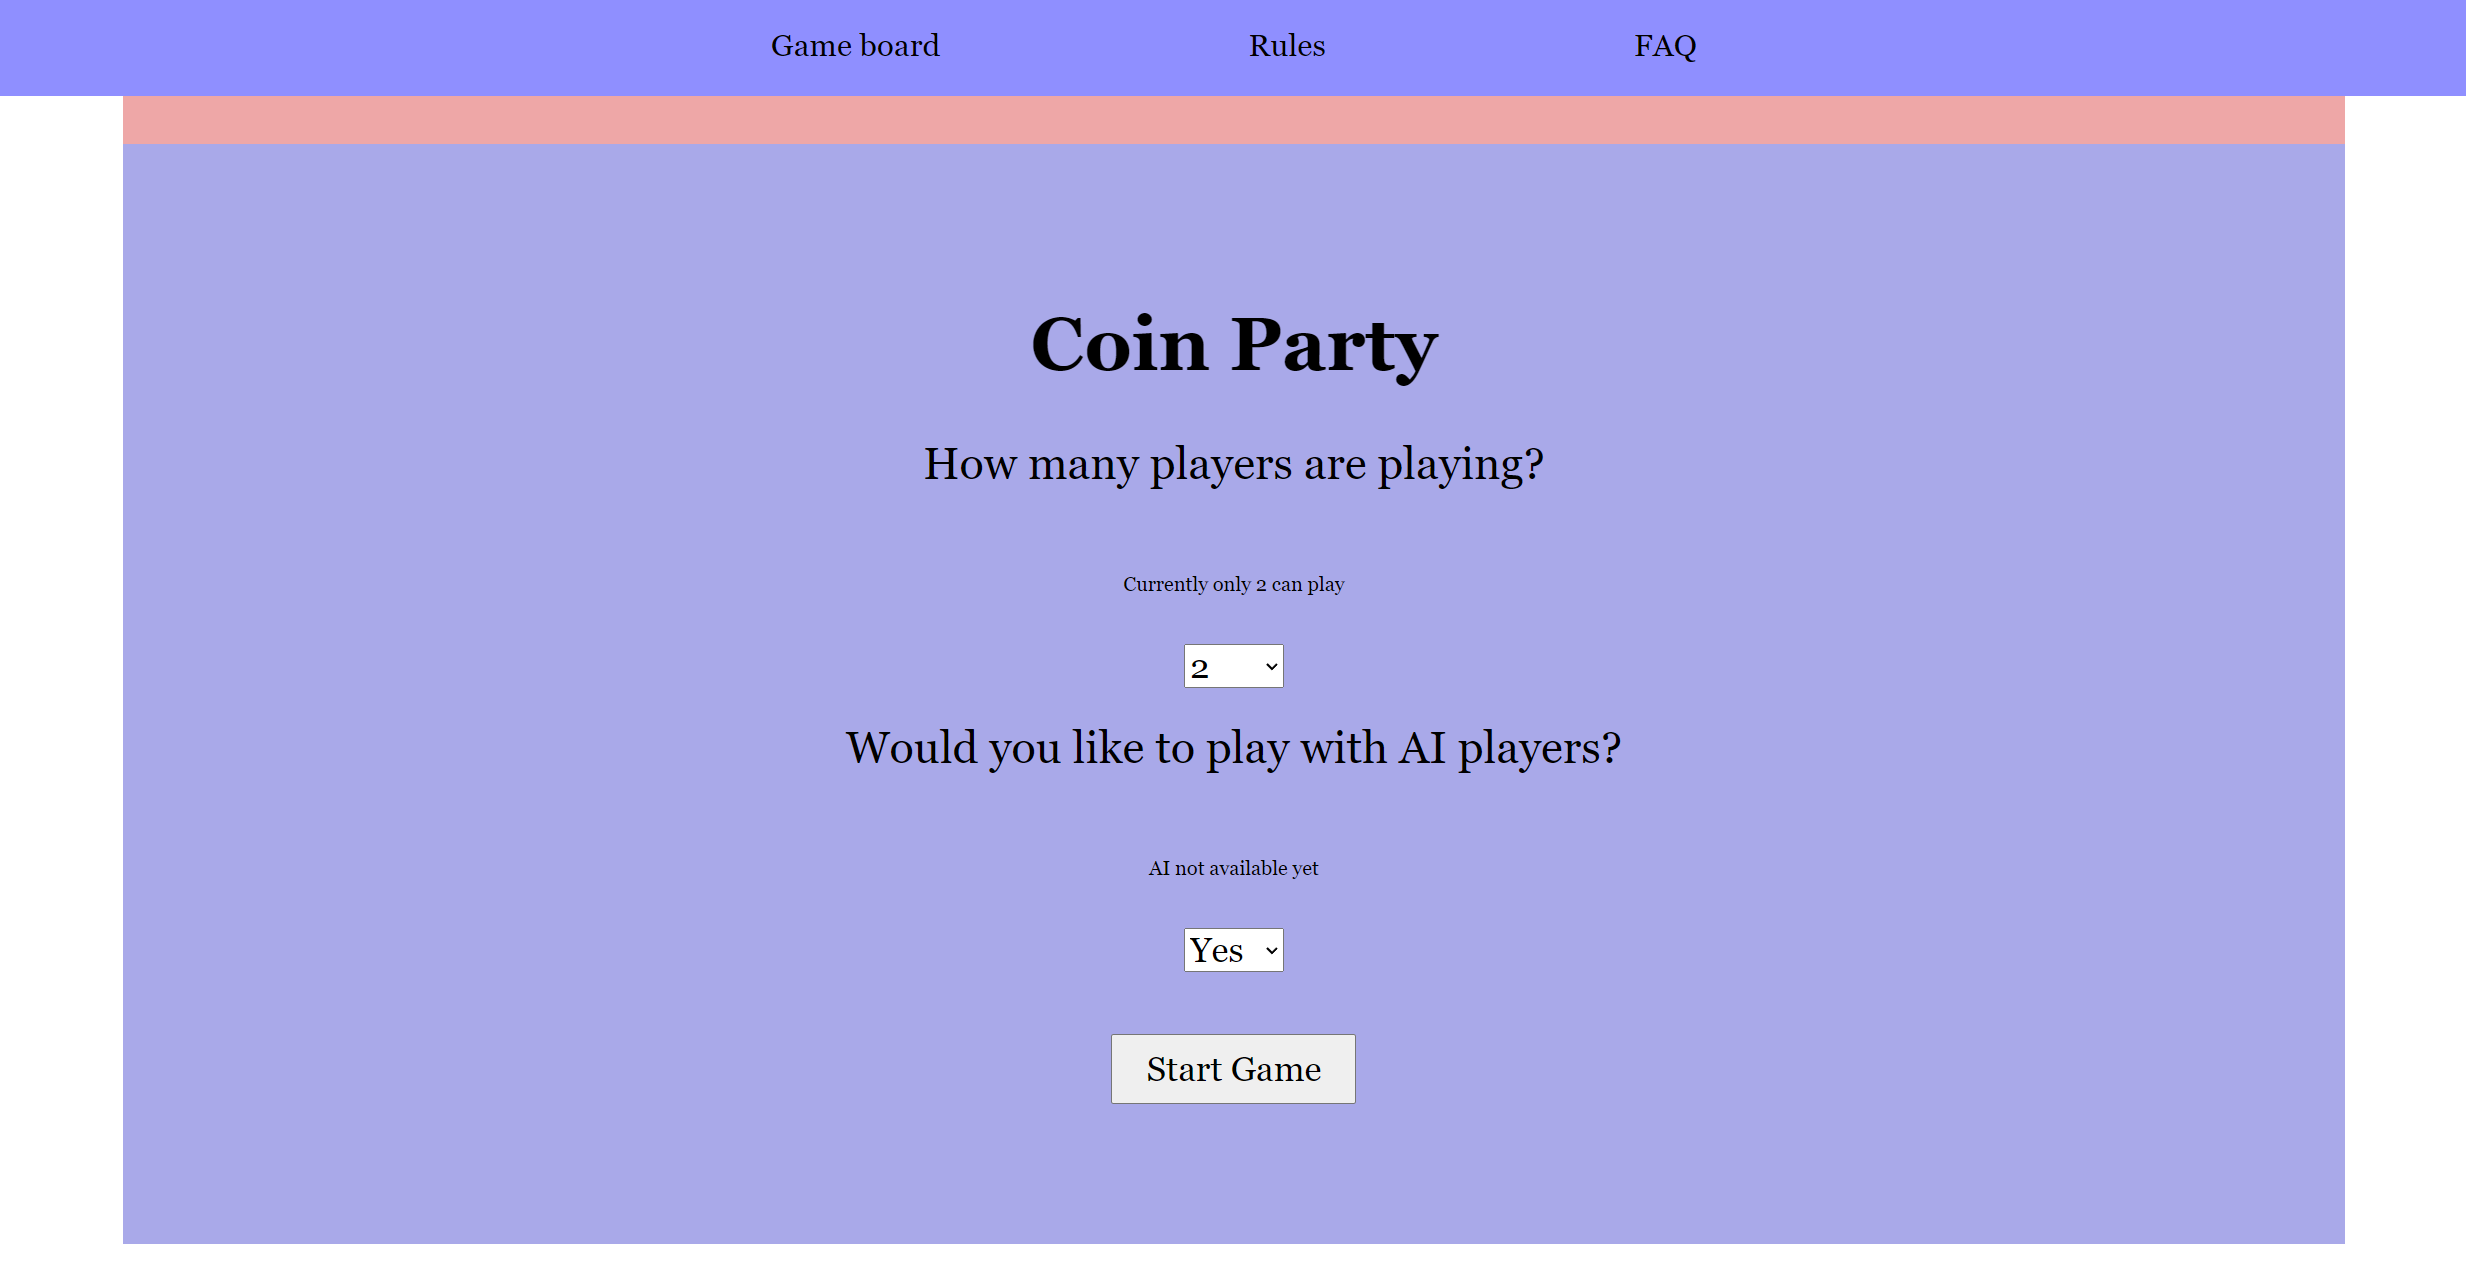 Game board Rules FAQ
Coin Party
How many players are playing?
Currently only 2 can play
2
Would you like to play with AI players?
AI not available yet
Yes
Start Game